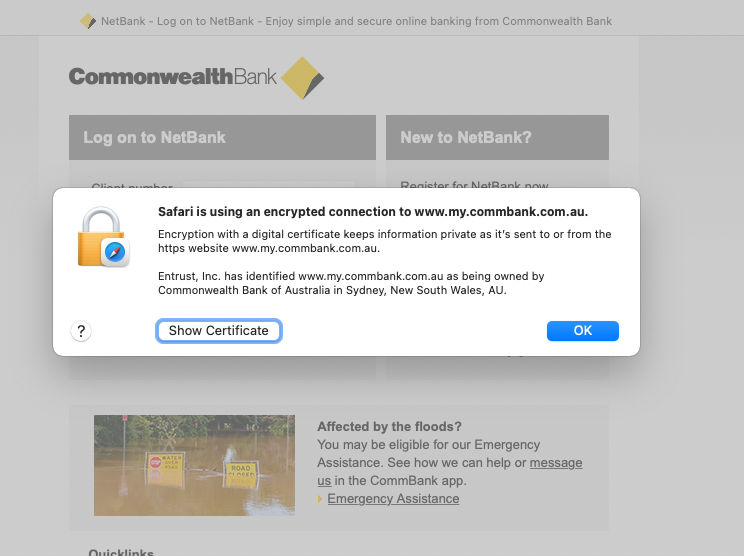 NetBank - Log on to NetBank - Enjoy simple and secure online banking from Commonwealth Bank
CommonwealthBank
Log on to NetBank
New to NetBank?
Client number
Register for NetBank now
Safari is using an encrypted connection to www.my.commbank.com.au.
Encryption with a digital certificate keeps information private as it’s sent to or from the
https website www.my.commbank.com.au.
Entrust, Inc. has identified www.my.commbank.com.au as being owned by
Commonwealth Bank of Australia in Sydney, New South Wales, AU.
?
Show Certificate
OK
WATER
OVER
ROAD
ROAD
CLOSED
Affected by the floods?
You may be eligible for our Emergency
Assistance. See how we can help or message
us in the CommBank app.
Emergency Assistance
Quicklinks